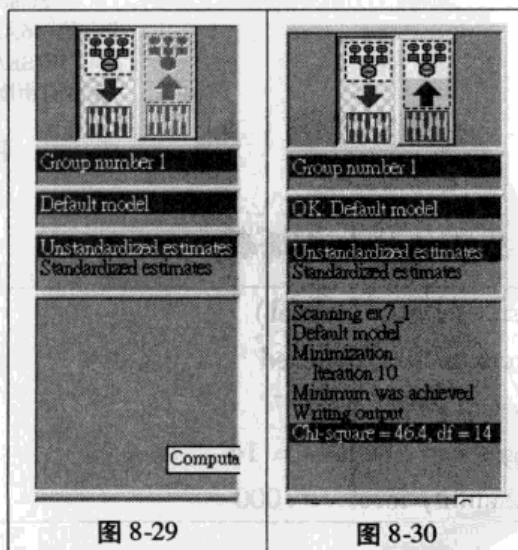 Group number 1
Default model
Unstandardized estimates
Standardized estimates
Computa
图 8-29
Group number 1
OK: Default model
Unstandardized estimates
Standardized estimates
Scanning ex7_1
Default model
Minimization
Iteration 10
Minimum was achieved
Writing output
Chi-square = 46.4, df = 14
图 8-30